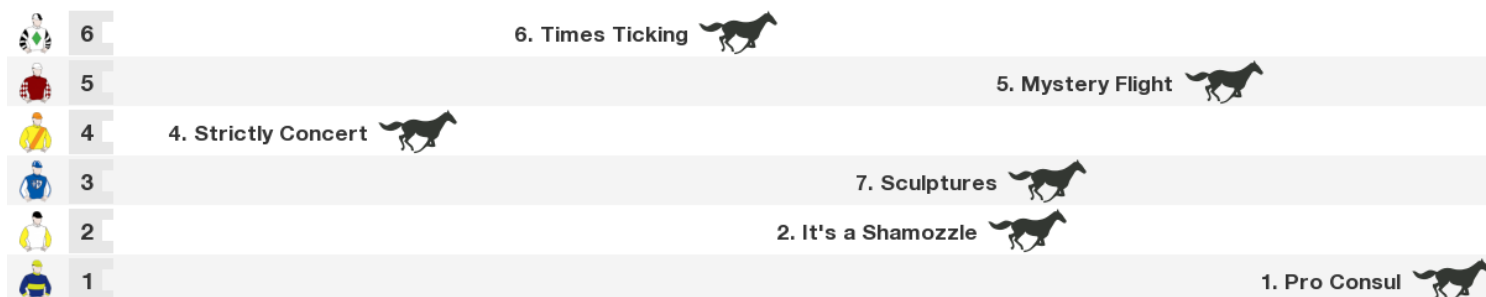 6 6. Times Ticking
5 5. Mystery Flight
4 4. Strictly Concert
3 7. Sculptures
2 2. It's a Shamozzle
1 1. Pro Consul